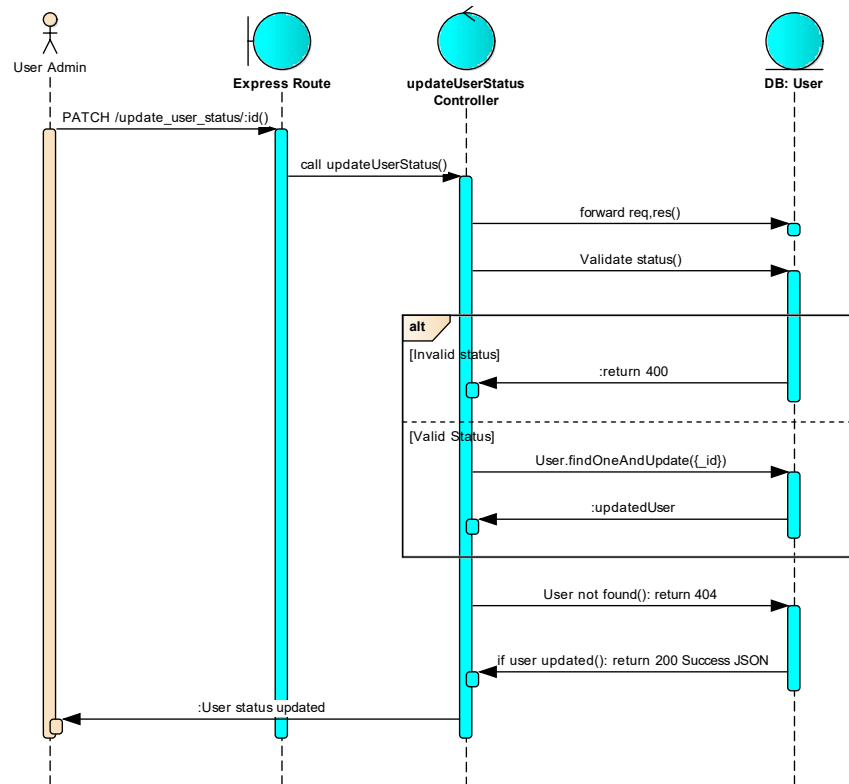 User Admin
Express Route
updateUserStatus
Controller
DB: User
PATCH /update_user_status/:id()
call updateUserStatus()
forward req,res()
Validate status()
alt
[Invalid status]
:return 400
[Valid Status]
User.findOneAndUpdate({_id})
:updatedUser
User not found(): return 404
if user updated(): return 200 Success JSON
:User status updated